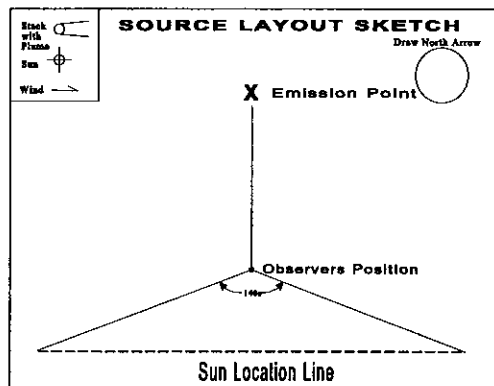 SOURCE LAYOUT SKETCH
Stack
with
Plume
Sun
Wind
Draw North Arrow
X Emission Point
Observers Position
140°
Sun Location Line